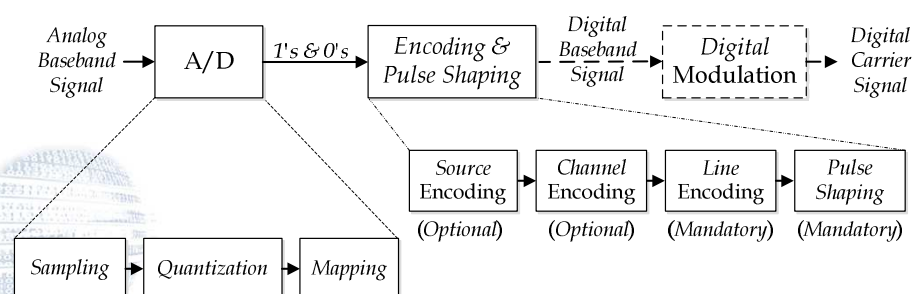 Analog
Baseband
Signal
A/D
1's & 0's
Encoding &
Pulse Shaping
Digital
Baseband
Signal
Digital
Modulation
Digital
Carrier
Signal
Source
Encoding
Channel
Encoding
Line
Encoding
Pulse
Shaping
(Optional)
(Optional)
(Mandatory)
(Mandatory)
Sampling
Quantization
Mapping